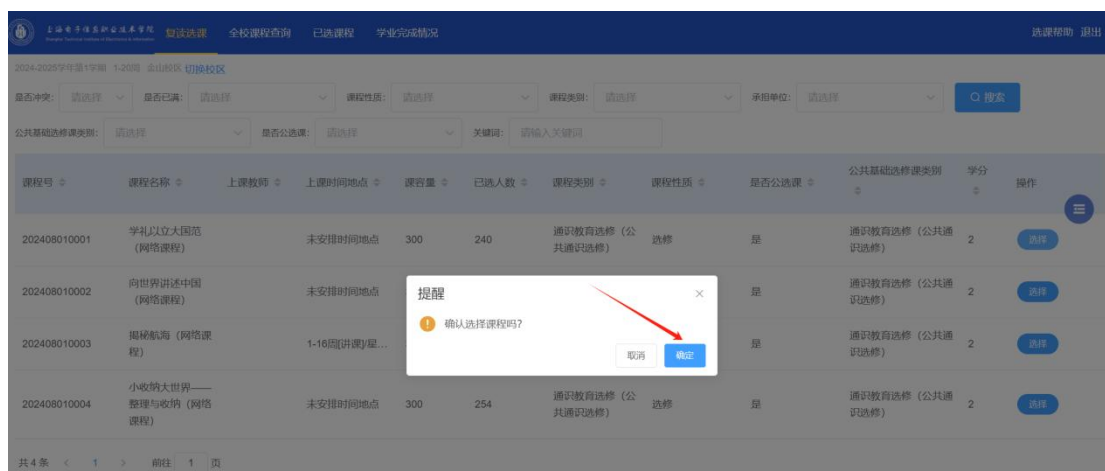 上海电子信息职业技术学院 复读选课 全校课程查询 已选课程 学业完成情况 选课帮助 退出
2024-2025学年第1学期 1-20周 金山校区 切换校区
是否冲突: 请选择 是否已满: 请选择 课程性质: 请选择 课程类别: 请选择 承担单位: 请选择 搜索
公共基础选修课类别: 请选择 是否公选课: 请选择 关键词: 请输入关键词
课程号 课程名称 上课教师 上课时间地点 课容量 已选人数 课程类别 课程性质 是否公选课 公共基础选修课类别 学分 操作
202408010001 学礼以立大国范 未安排时间地点 300 240 通识教育选修（公 选修 是 通识教育选修（公共通 2 选择
（网络课程） 共通识选修） 识选修）
202408010002 向世界讲述中国 未安排时间地点 是 通识教育选修（公共通 2 选择
（网络课程） 识选修）
提醒
确认选择课程吗?
取消 确定
202408010003 揭秘航海（网络课 1-16周[讲课]/星... 是 通识教育选修（公共通 2 选择
程） 识选修）
小收纳大世界——
202408010004 整理与收纳（网络 未安排时间地点 300 254 通识教育选修（公 选修 是 通识教育选修（公共通 2 选择
课程） 共通识选修） 识选修）
共 4 条 1 前往 1 页